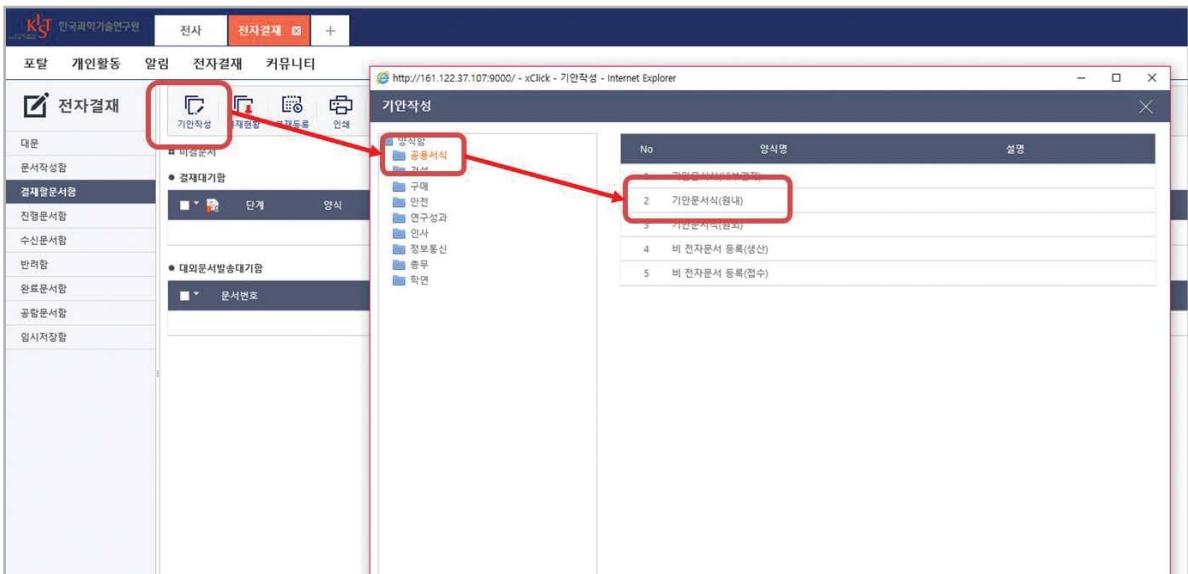 KIST 한국과학기술연구원
전사
전자결재
포탈 개인활동 알림 전자결재 커뮤니티
전자결재
기안작성
인쇄
대문
문서작성함
결재할문서함
진행문서함
수신문서함
반려함
완료문서함
공람문서함
임시저장함
결재대기함
단계 양식
대외문서발송대기함
문서번호
http://161.122.37.107:9000/ - xClick - 기안작성 - Internet Explorer
기안작성
양식함
공용서식
구매
안전
연구성과
인사
정보통신
총무
학연
No 양식명 설명
2 기안문서식(원내)
3 기안문서식(원외)
4 비 전자문서 등록(생산)
5 비 전자문서 등록(접수)